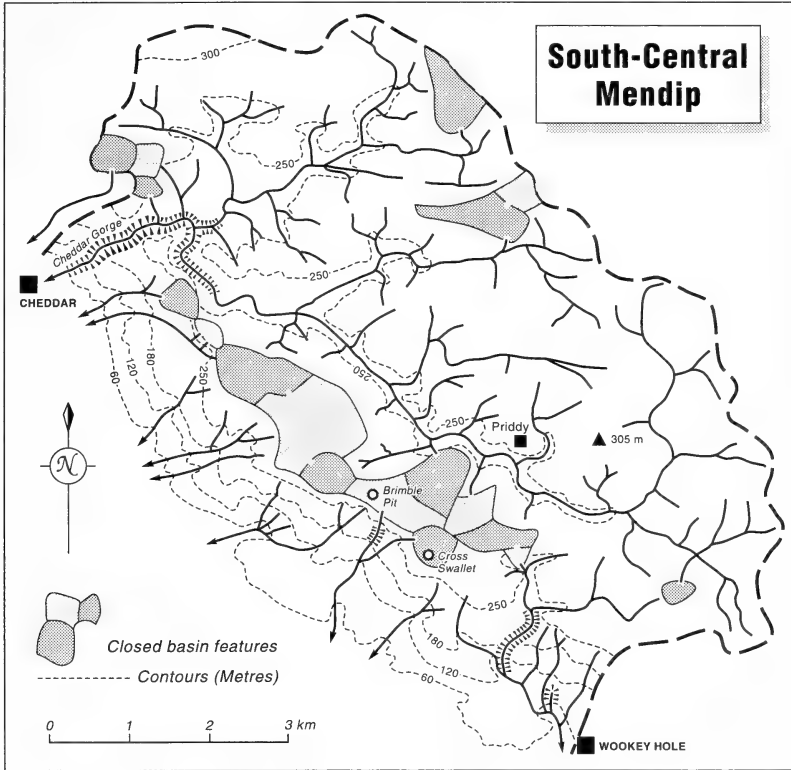 South-Central
Mendip
300
250
Cheddar Gorge
CHEDDAR
250
180
120
60
250
250
250
Priddy
305 m
N
Brimble
Pit
Cross
Swallet
250
180
120
60
Closed basin features
Contours (Metres)
0 1 2 3 km
WOOKEY HOLE